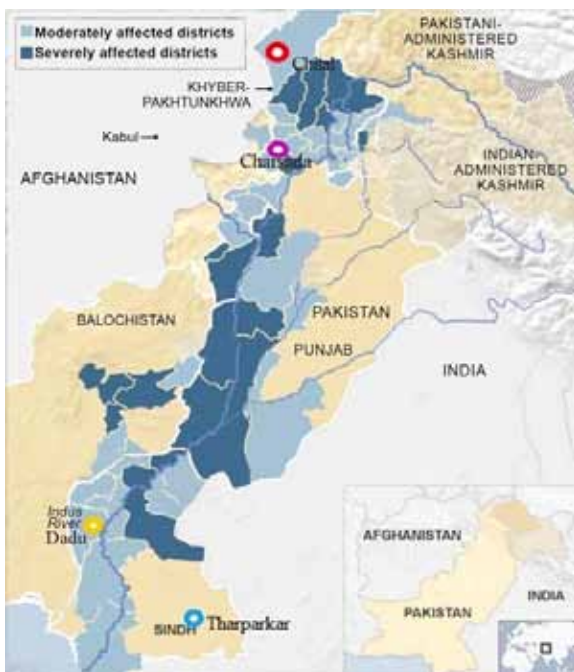 Moderately affected districts
Severely affected districts
PAKISTANI-
ADMINISTERED
KASHMIR
Chitral
KHYBER-
PAKHTUNKHWA
Kabul
Charsada
AFGHANISTAN
INDIAN-
ADMINISTERED
KASHMIR
BALOCHISTAN
PAKISTAN
PUNJAB
INDIA
Indus
River
Dadu
SINDH
Tharparkar
AFGHANISTAN
PAKISTAN
INDIA